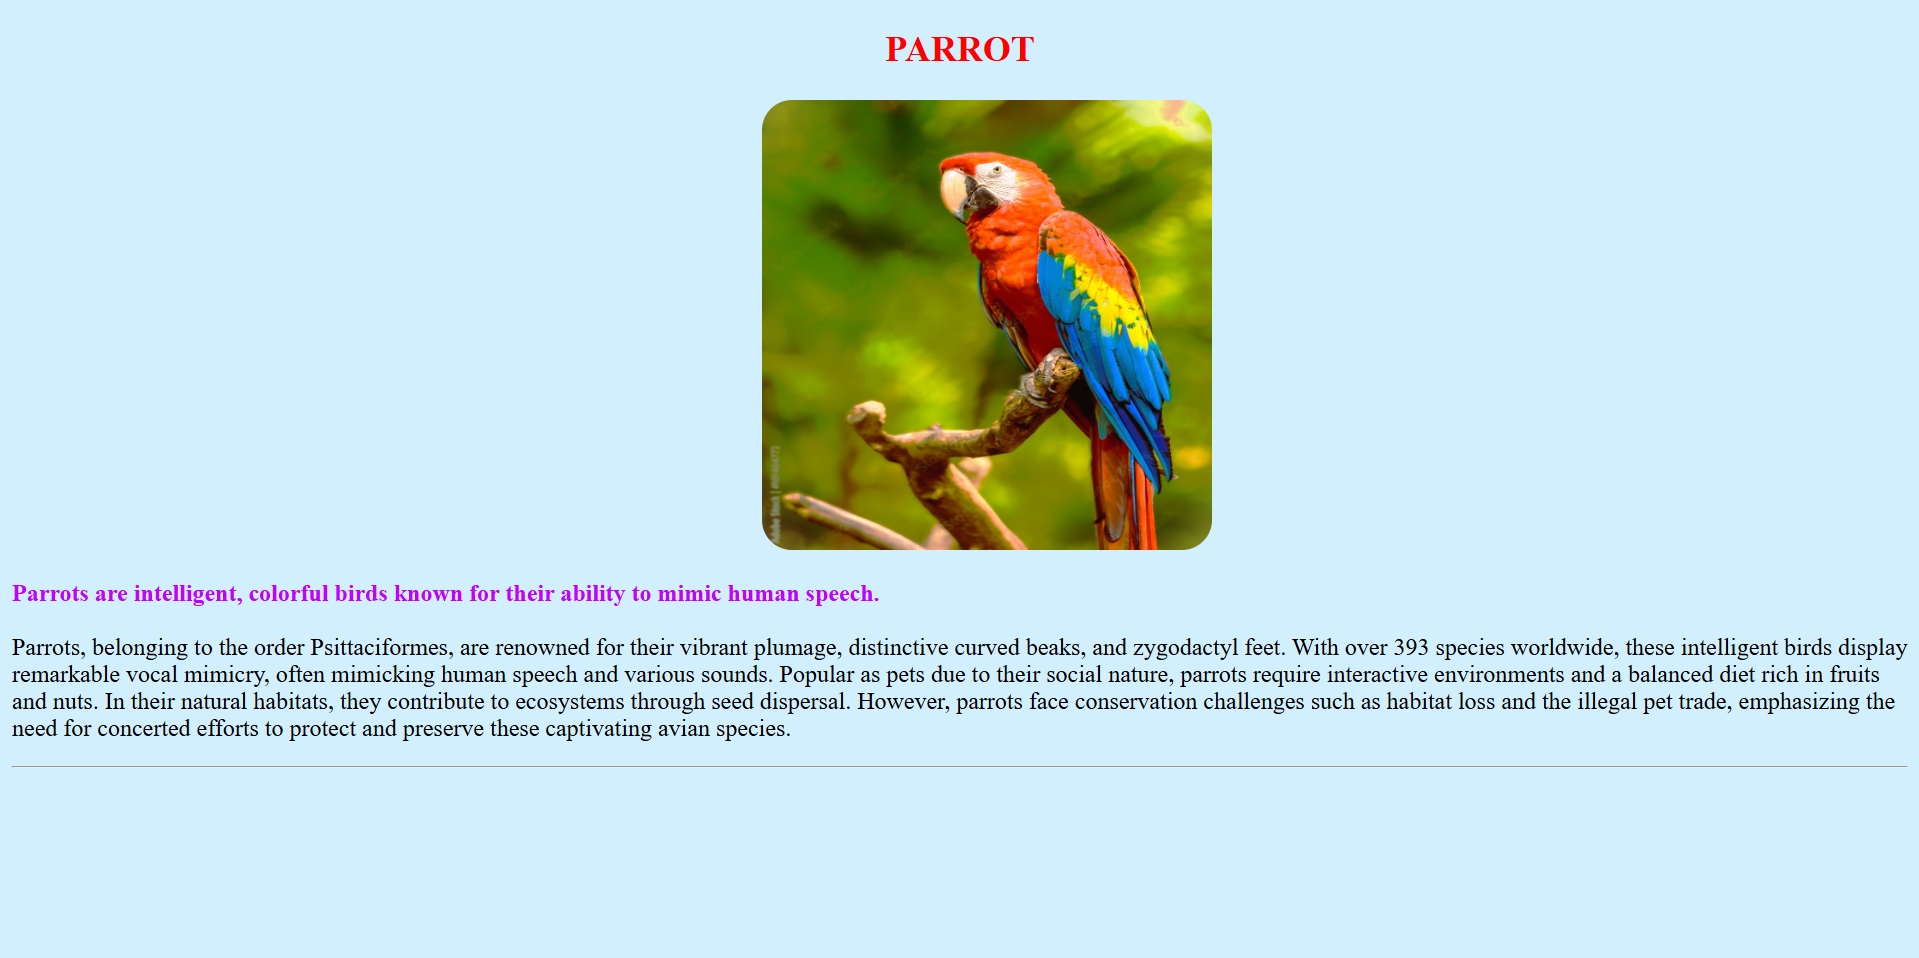 PARROT
Parrots are intelligent, colorful birds known for their ability to mimic human speech.
Parrots, belonging to the order Psittaciformes, are renowned for their vibrant plumage, distinctive curved beaks, and zygodactyl feet. With over 393 species worldwide, these intelligent birds display
remarkable vocal mimicry, often mimicking human speech and various sounds. Popular as pets due to their social nature, parrots require interactive environments and a balanced diet rich in fruits
and nuts. In their natural habitats, they contribute to ecosystems through seed dispersal. However, parrots face conservation challenges such as habitat loss and the illegal pet trade, emphasizing the
need for concerted efforts to protect and preserve these captivating avian species.